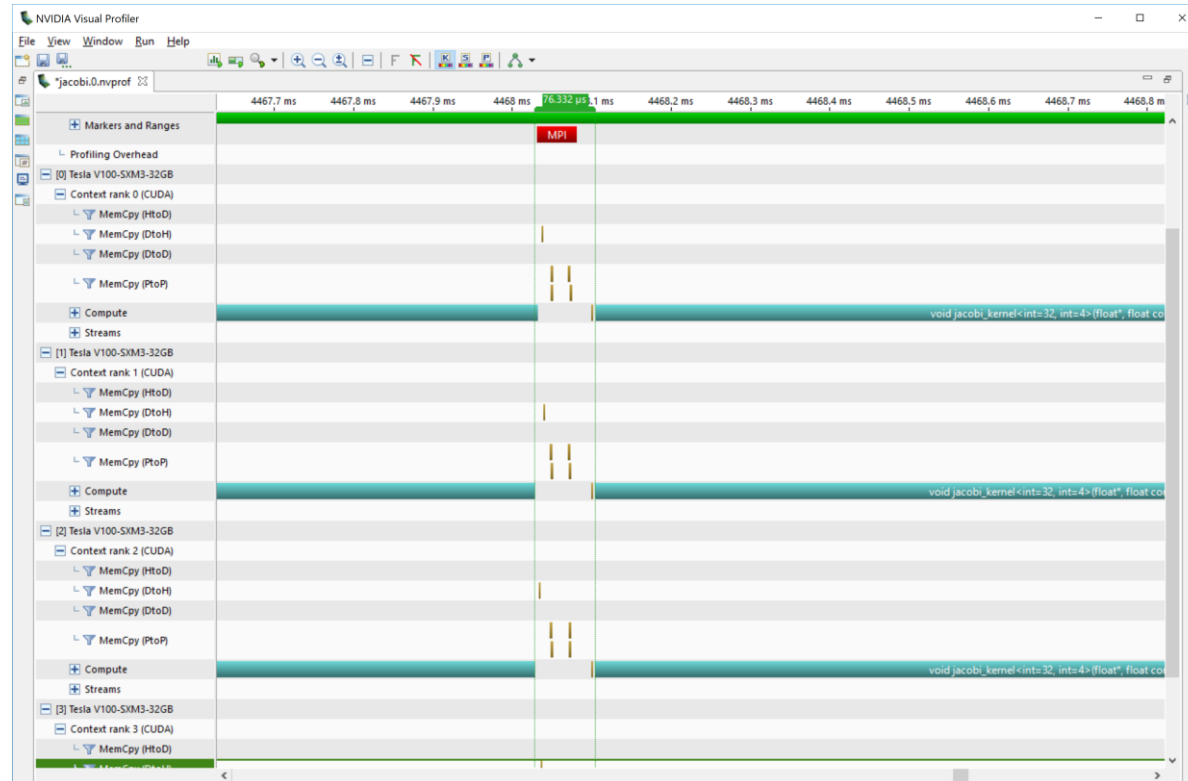 NVIDIA Visual Profiler
File View Window Run Help
*jacobi.0.nvprof
4467.7 ms 4467.8 ms 4467.9 ms 4468 ms 76.332 µs .1 ms 4468.2 ms 4468.3 ms 4468.4 ms 4468.5 ms 4468.6 ms 4468.7 ms 4468.8 m
Markers and Ranges
MPI
Profiling Overhead
[0] Tesla V100-SXM3-32GB
Context rank 0 (CUDA)
MemCpy (HtoD)
MemCpy (DtoH)
MemCpy (DtoD)
MemCpy (PtoP)
Compute void jacobi_kernel<int=32, int=4>(float*, float co
Streams
[1] Tesla V100-SXM3-32GB
Context rank 1 (CUDA)
MemCpy (HtoD)
MemCpy (DtoH)
MemCpy (DtoD)
MemCpy (PtoP)
Compute void jacobi_kernel<int=32, int=4>(float*, float co
Streams
[2] Tesla V100-SXM3-32GB
Context rank 2 (CUDA)
MemCpy (HtoD)
MemCpy (DtoH)
MemCpy (DtoD)
MemCpy (PtoP)
Compute void jacobi_kernel<int=32, int=4>(float*, float co
Streams
[3] Tesla V100-SXM3-32GB
Context rank 3 (CUDA)
MemCpy (HtoD)